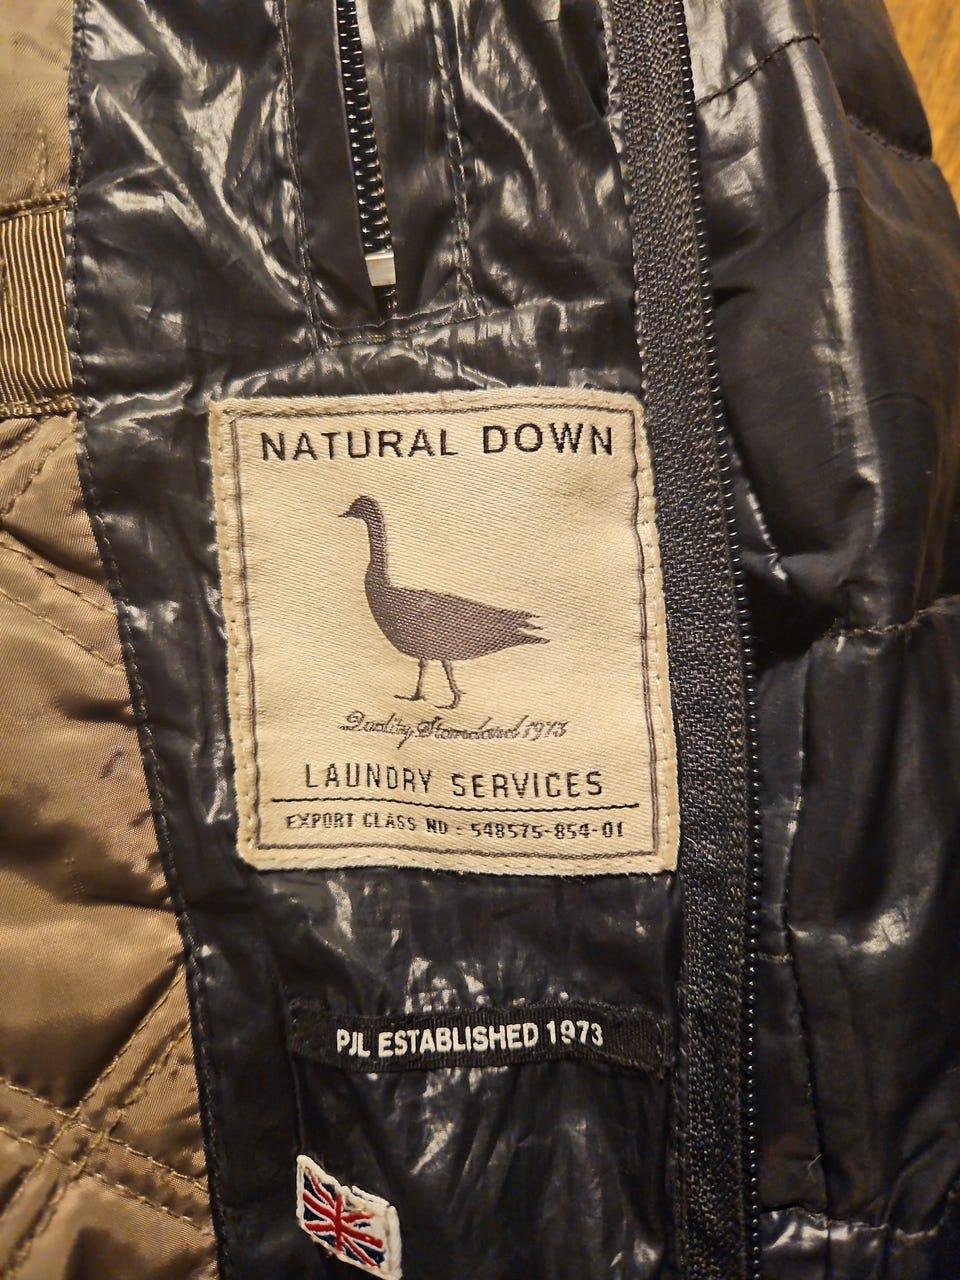 NATURAL DOWN
Quality Standard 1973
LAUNDRY SERVICES
EXPORT CLASS NO : 548575-854-01
PJL ESTABLISHED 1973